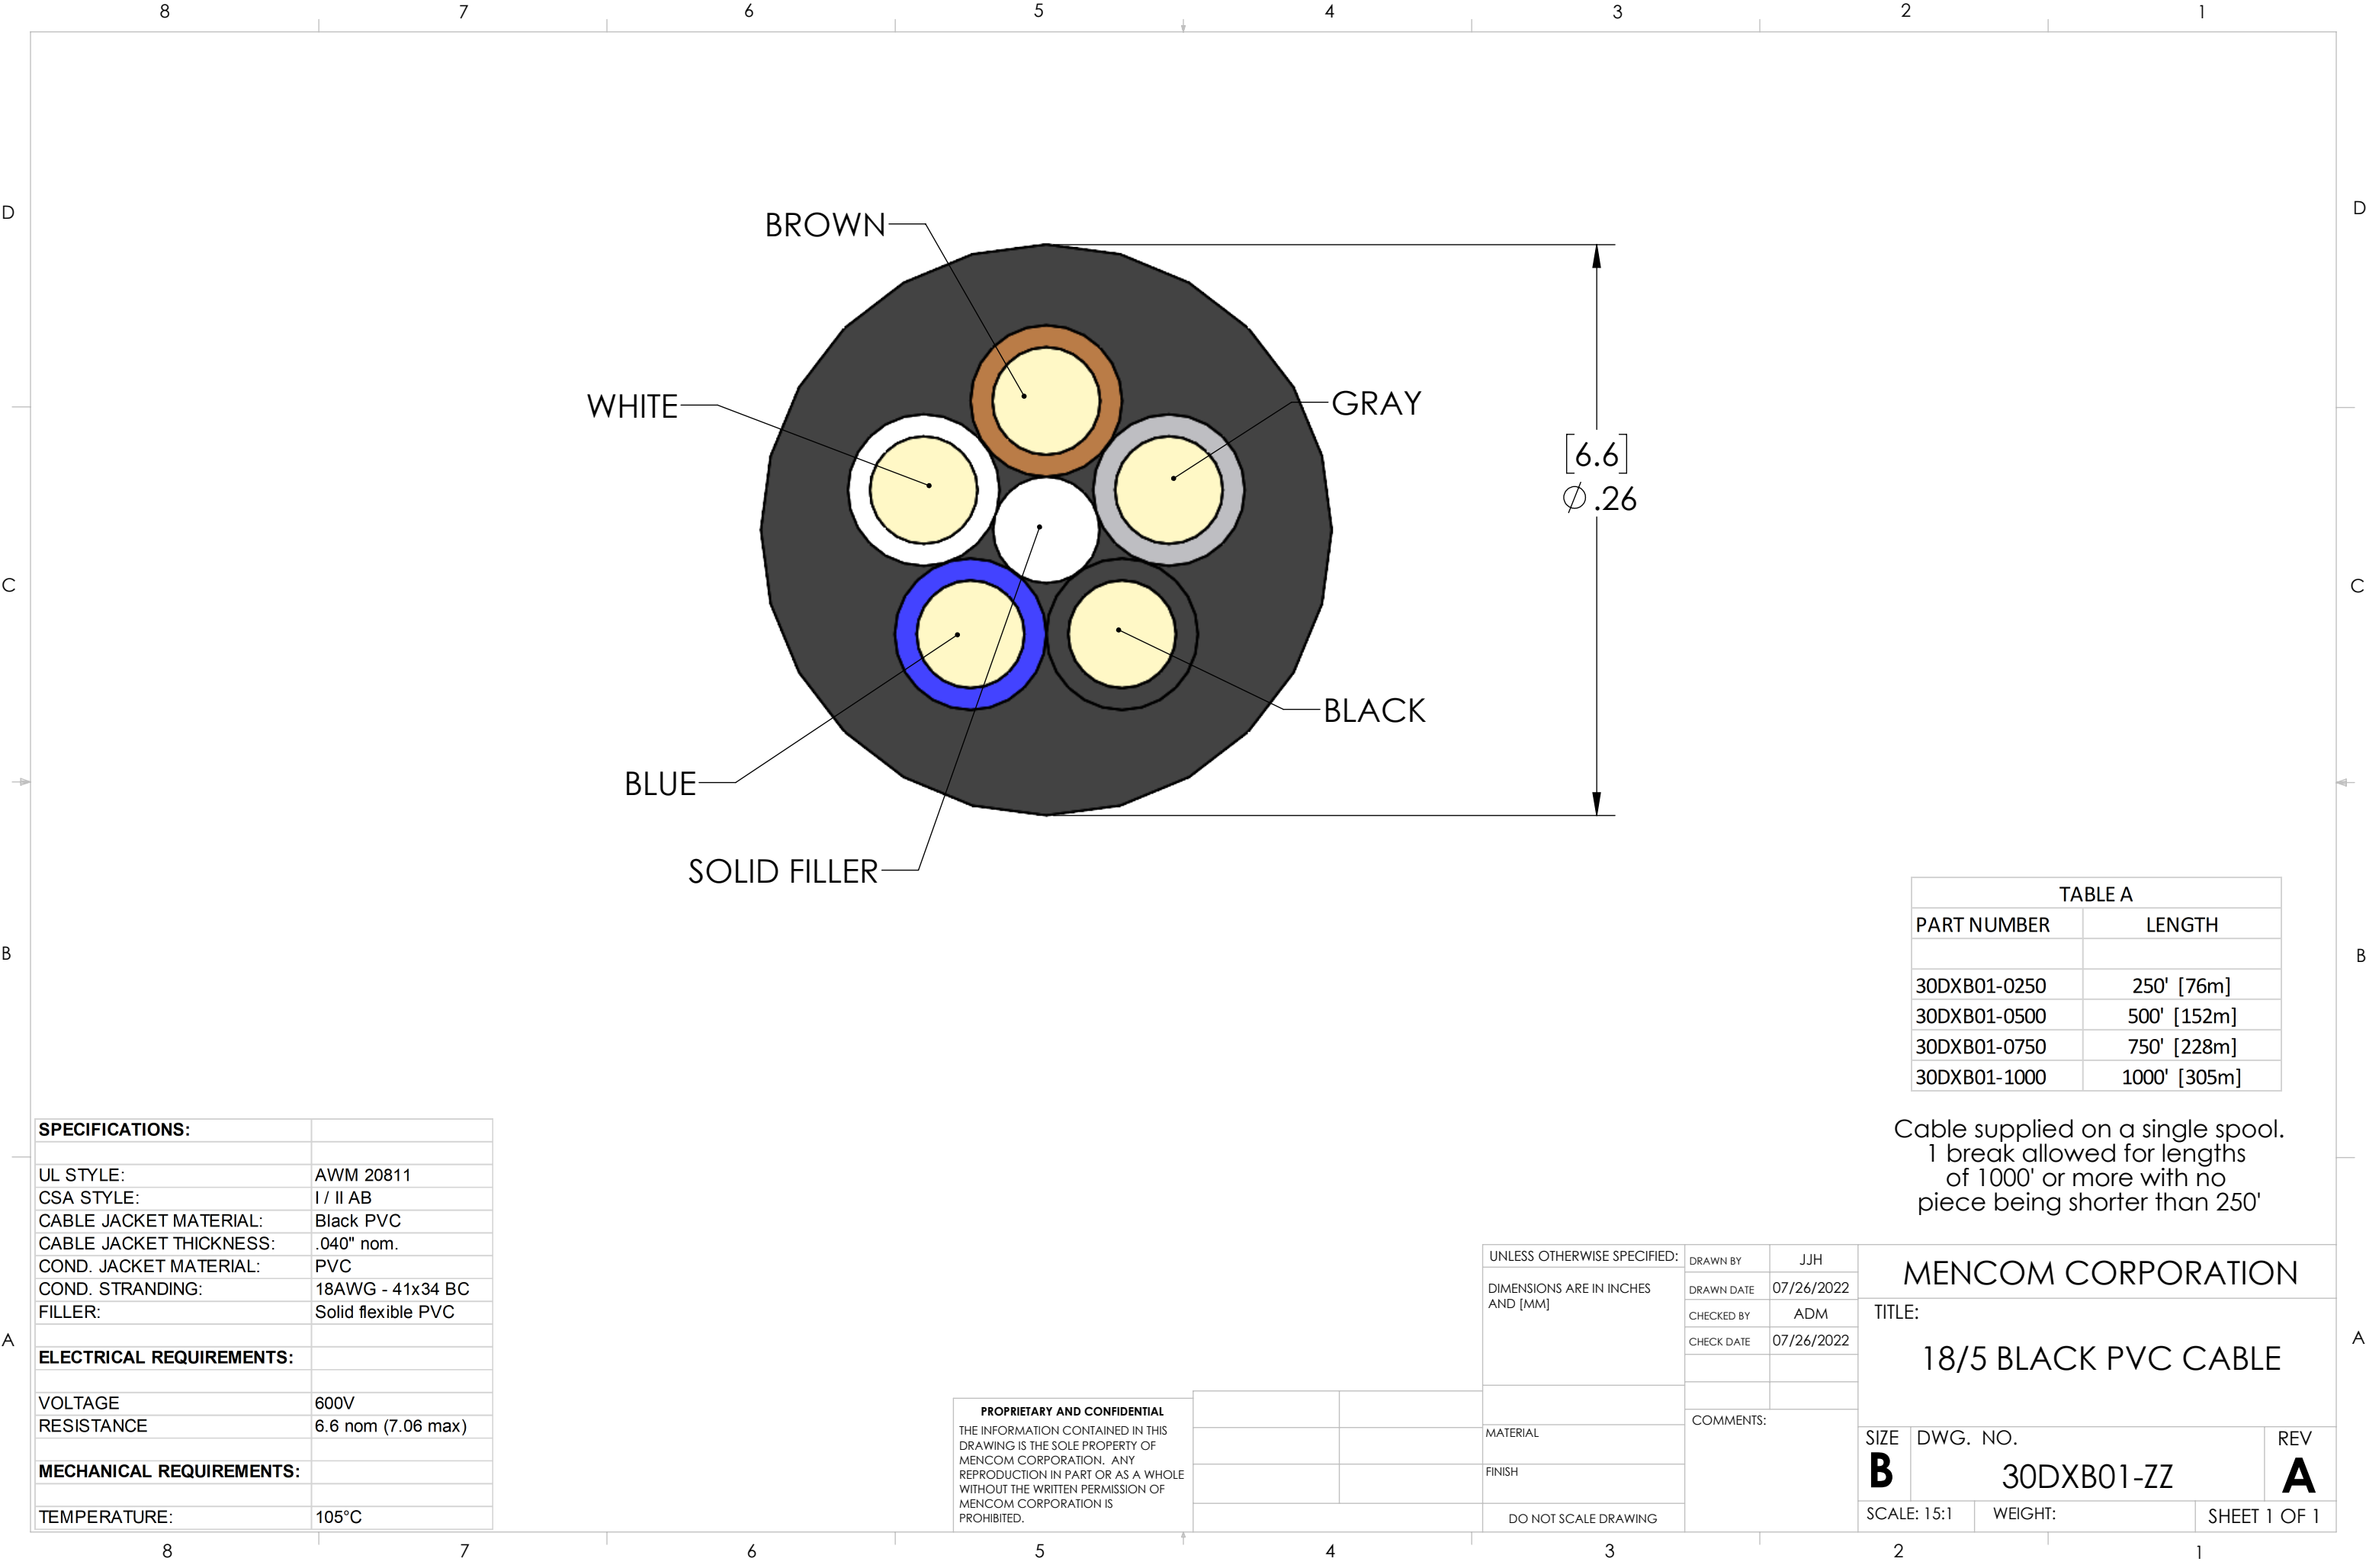 8 7 6 5 4 3 2 1
D D
BROWN
WHITE
GRAY
[6.6]
∅ .26
C C
BLACK
BLUE
SOLID FILLER
TABLE A
PART NUMBER LENGTH
B B
30DXB01-0250 250' [76m]
30DXB01-0500 500' [152m]
30DXB01-0750 750' [228m]
30DXB01-1000 1000' [305m]
Cable supplied on a single spool.
1 break allowed for lengths
of 1000' or more with no
piece being shorter than 250'
SPECIFICATIONS:
UL STYLE: AWM 20811
CSA STYLE: I / II AB
CABLE JACKET MATERIAL: Black PVC
CABLE JACKET THICKNESS: .040" nom.
COND. JACKET MATERIAL: PVC
COND. STRANDING: 18AWG - 41x34 BC
FILLER: Solid flexible PVC
A A
ELECTRICAL REQUIREMENTS:
VOLTAGE 600V
RESISTANCE 6.6 nom (7.06 max)
MECHANICAL REQUIREMENTS:
TEMPERATURE: 105°C
PROPRIETARY AND CONFIDENTIAL
THE INFORMATION CONTAINED IN THIS
DRAWING IS THE SOLE PROPERTY OF
MENCOM CORPORATION. ANY
REPRODUCTION IN PART OR AS A WHOLE
WITHOUT THE WRITTEN PERMISSION OF
MENCOM CORPORATION IS
PROHIBITED.
UNLESS OTHERWISE SPECIFIED:
DIMENSIONS ARE IN INCHES
AND [MM]
MATERIAL
FINISH
DO NOT SCALE DRAWING
DRAWN BY JJH
DRAWN DATE 07/26/2022
CHECKED BY ADM
CHECK DATE 07/26/2022
COMMENTS:
MENCOM CORPORATION
TITLE:
18/5 BLACK PVC CABLE
SIZE DWG. NO. REV
B 30DXB01-ZZ A
SCALE: 15:1 WEIGHT: SHEET 1 OF 1
8 7 6 5 4 3 2 1